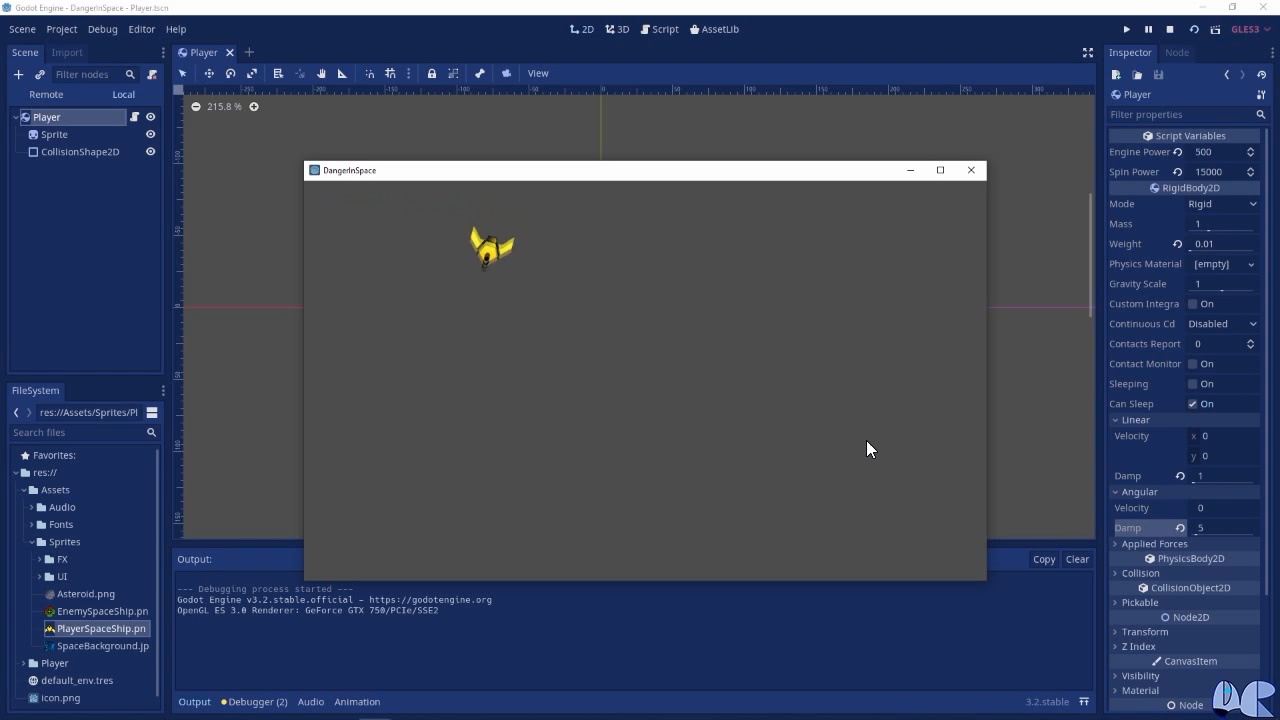 Godot Engine - DangerInSpace - Player.tscn
Scene Project Debug Editor Help
2D 3D Script AssetLib
GLES3
Scene Import
Filter nodes
Remote Local
Player
Sprite
CollisionShape2D
FileSystem
res://Assets/Sprites/Pl
Search files
Favorites:
res://
Assets
Audio
Fonts
Sprites
FX
UI
Asteroid.png
EnemySpaceShip.pn
PlayerSpaceShip.pn
SpaceBackground.jp
Player
default_env.tres
icon.png
Player
View
215.8 %
DangerInSpace
Output:
Copy Clear
--- Debugging process started ---
Godot Engine v3.2.stable.official - https://godotengine.org
OpenGL ES 3.0 Renderer: GeForce GTX 750/PCIe/SSE2
Output Debugger (2) Audio Animation
3.2.stable
Inspector Node
Player
Filter properties
Script Variables
Engine Power 500
Spin Power 15000
RigidBody2D
Mode Rigid
Mass 1
Weight 0.01
Physics Material [empty]
Gravity Scale 1
Custom Integra On
Continuous Cd Disabled
Contacts Report 0
Contact Monitor On
Sleeping On
Can Sleep On
Linear
Velocity x 0
y 0
Damp 1
Angular
Velocity 0
Damp 5
Applied Forces
PhysicsBody2D
Collision
CollisionObject2D
Pickable
Node2D
Transform
Z Index
CanvasItem
Visibility
Material
Node